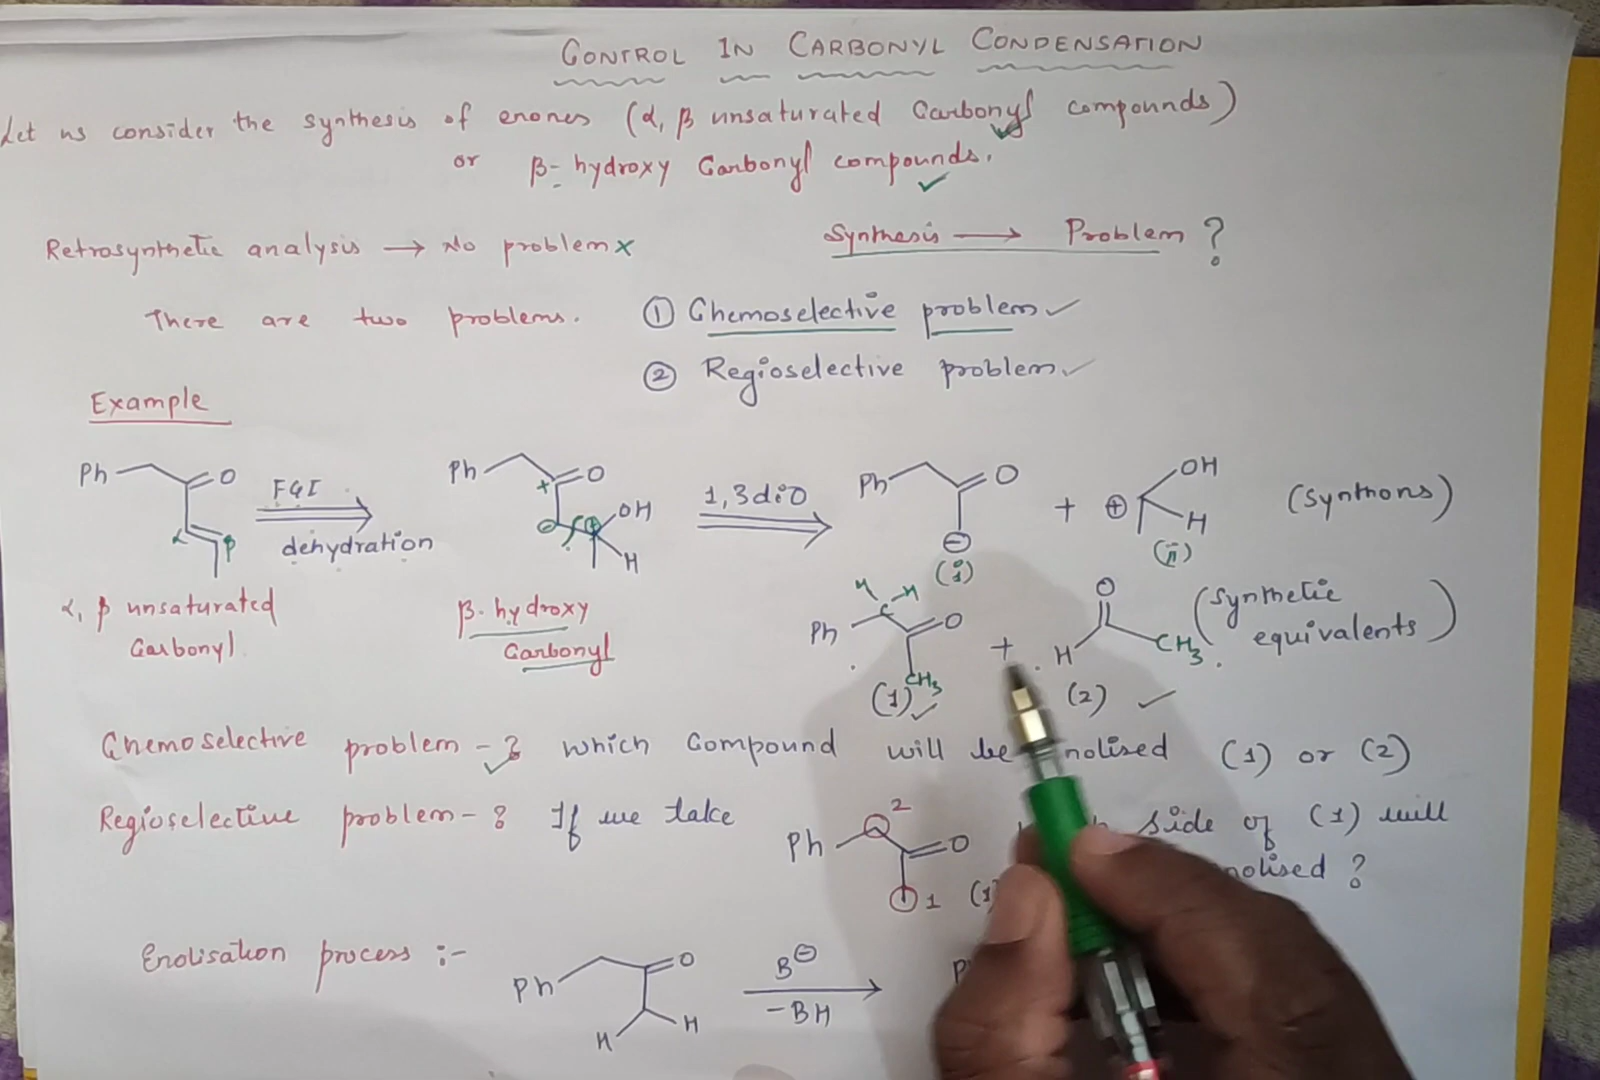 CONTROL IN CARBONYL CONDENSATION
Let us consider the synthesis of enones (α, β unsaturated Carbonyl compounds)
or β- hydroxy Carbonyl compounds.
Retrosynthetic analysis → No problem x
Synthesis → Problem ?
There are two problems. ① Chemoselective problem ✓
② Regioselective problem ✓
Example
Ph O α β
FGI
dehydration
Ph O + ⊖ ⊕ OH H
1,3 diO
Ph O ⊖ (i) + ⊕ OH H (ii) (Synthons)
α, β unsaturated
Carbonyl
β-hydroxy
Carbonyl
Ph H C H O CH3 (1) ✓ + O H CH3 (2) ✓
(Synthetic
equivalents)
Chemoselective problem - ? which Compound will be enolised (1) or (2)
Regioselective problem - ? If we take Ph 2 O 1 side of (1) will
?
Enolisation process :-
Ph O H H
B⊖
-BH